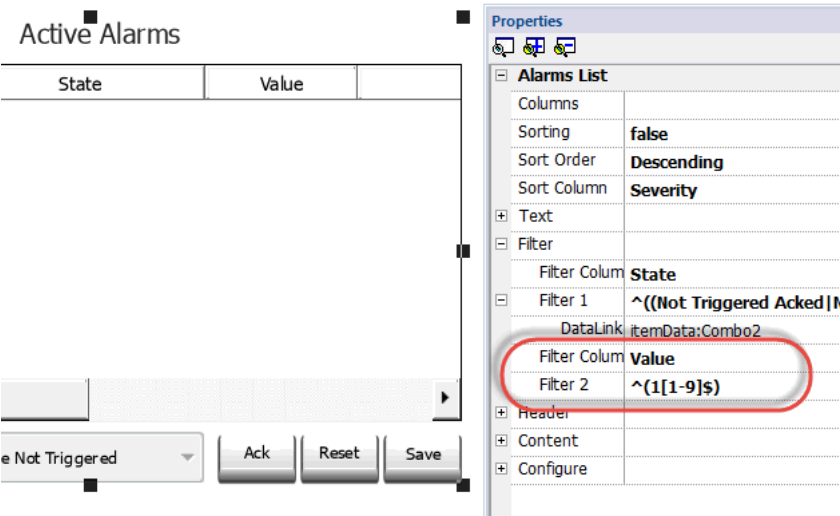 Active Alarms
State Value
e Not Triggered
Ack Reset Save
Properties
Alarms List
Columns
Sorting false
Sort Order Descending
Sort Column Severity
Text
Filter
Filter Colum State
Filter 1 ^((Not Triggered Acked|N
DataLink itemData:Combo2
Filter Colum Value
Filter 2 ^(1[1-9]$)
Header
Content
Configure